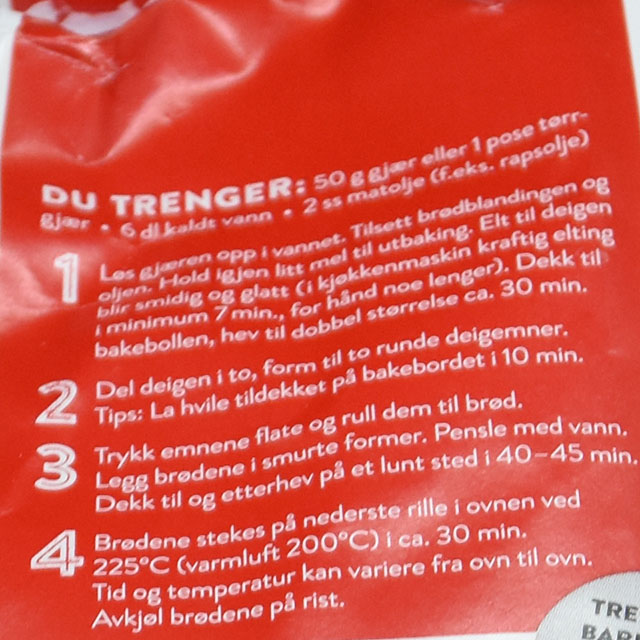 DU TRENGER: 50 g gjær eller 1 pose tørr-
gjær • 6 dl kaldt vann • 2 ss matolje (f.eks. rapsolje)
1 Løs gjæren opp i vannet. Tilsett brødblandingen og
oljen. Hold igjen litt mel til utbaking. Elt til deigen
blir smidig og glatt (i kjøkkenmaskin kraftig elting
i minimum 7 min., for hånd noe lenger). Dekk til
bakebollen, hev til dobbel størrelse ca. 30 min.
2 Del deigen i to, form til to runde deigemner.
Tips: La hvile tildekket på bakebordet i 10 min.
3 Trykk emnene flate og rull dem til brød.
Legg brødene i smurte former. Pensle med vann.
Dekk til og etterhev på et lunt sted i 40–45 min.
4 Brødene stekes på nederste rille i ovnen ved
225°C (varmluft 200°C) i ca. 30 min.
Tid og temperatur kan variere fra ovn til ovn.
Avkjøl brødene på rist.
TRE